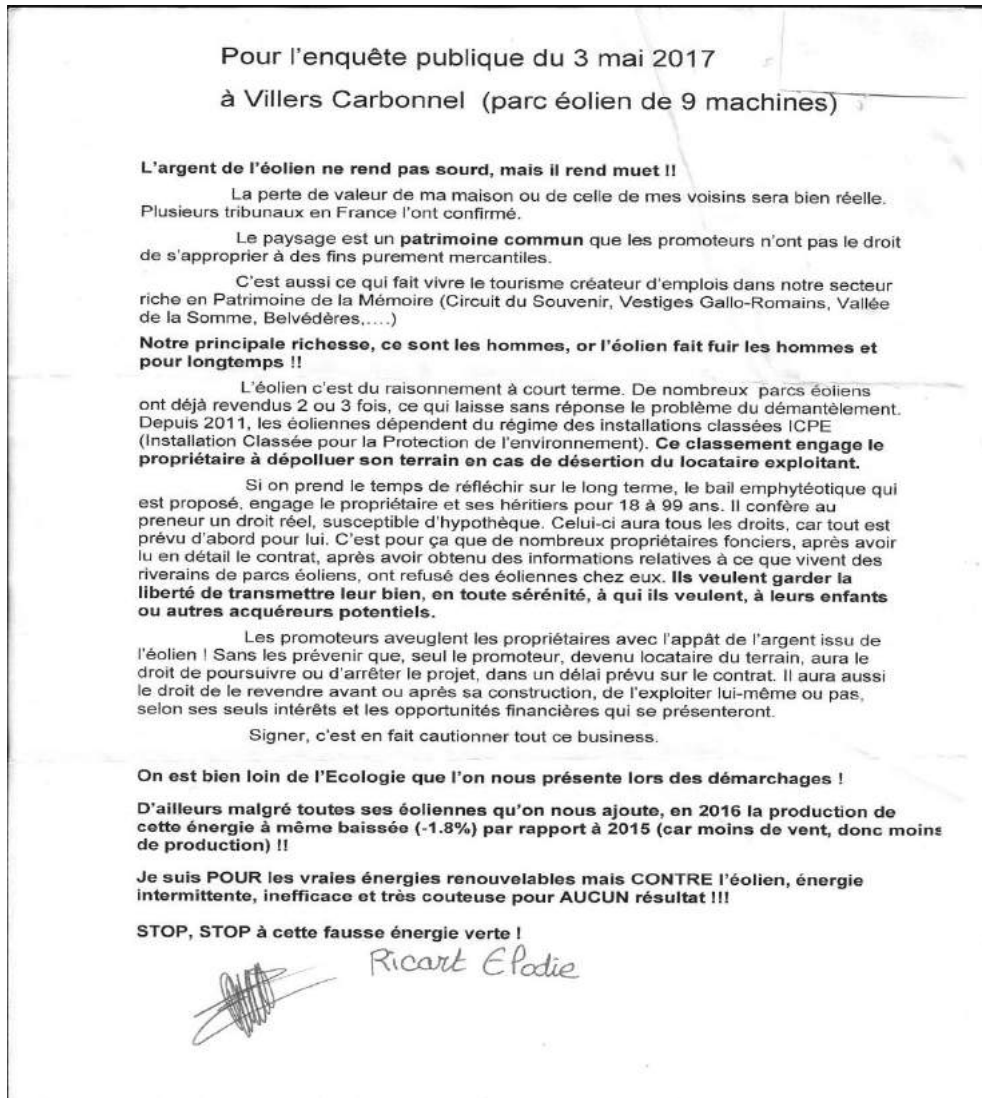 Pour l'enquête publique du 3 mai 2017
à Villers Carbonnel (parc éolien de 9 machines)
L'argent de l'éolien ne rend pas sourd, mais il rend muet !!
La perte de valeur de ma maison ou de celle de mes voisins sera bien réelle.
Plusieurs tribunaux en France l'ont confirmé.
Le paysage est un patrimoine commun que les promoteurs n'ont pas le droit
de s'approprier à des fins purement mercantiles.
C'est aussi ce qui fait vivre le tourisme créateur d'emplois dans notre secteur
riche en Patrimoine de la Mémoire (Circuit du Souvenir, Vestiges Gallo-Romains, Vallée
de la Somme, Belvédères,....)
Notre principale richesse, ce sont les hommes, or l'éolien fait fuir les hommes et
pour longtemps !!
L'éolien c'est du raisonnement à court terme. De nombreux parcs éoliens
ont déjà revendus 2 ou 3 fois, ce qui laisse sans réponse le problème du démantèlement.
Depuis 2011, les éoliennes dépendent du régime des installations classées ICPE
(Installation Classée pour la Protection de l'environnement). Ce classement engage le
propriétaire à dépolluer son terrain en cas de désertion du locataire exploitant.
Si on prend le temps de réfléchir sur le long terme, le bail emphytéotique qui
est proposé, engage le propriétaire et ses héritiers pour 18 à 99 ans. Il confère au
preneur un droit réel, susceptible d'hypothèque. Celui-ci aura tous les droits, car tout est
prévu d'abord pour lui. C'est pour ça que de nombreux propriétaires fonciers, après avoir
lu en détail le contrat, après avoir obtenu des informations relatives à ce que vivent des
riverains de parcs éoliens, ont refusé des éoliennes chez eux. Ils veulent garder la
liberté de transmettre leur bien, en toute sérénité, à qui ils veulent, à leurs enfants
ou autres acquéreurs potentiels.
Les promoteurs aveuglent les propriétaires avec l'appât de l'argent issu de
l'éolien ! Sans les prévenir que, seul le promoteur, devenu locataire du terrain, aura le
droit de poursuivre ou d'arrêter le projet, dans un délai prévu sur le contrat. Il aura aussi
le droit de le revendre avant ou après sa construction, de l'exploiter lui-même ou pas,
selon ses seuls intérêts et les opportunités financières qui se présenteront.
Signer, c'est en fait cautionner tout ce business.
On est bien loin de l'Ecologie que l'on nous présente lors des démarchages !
D'ailleurs malgré toutes ses éoliennes qu'on nous ajoute, en 2016 la production de
cette énergie à même baissée (-1.8%) par rapport à 2015 (car moins de vent, donc moins
de production) !!
Je suis POUR les vraies énergies renouvelables mais CONTRE l'éolien, énergie
intermittente, inefficace et très couteuse pour AUCUN résultat !!!
STOP, STOP à cette fausse énergie verte !
Ricart Elodie